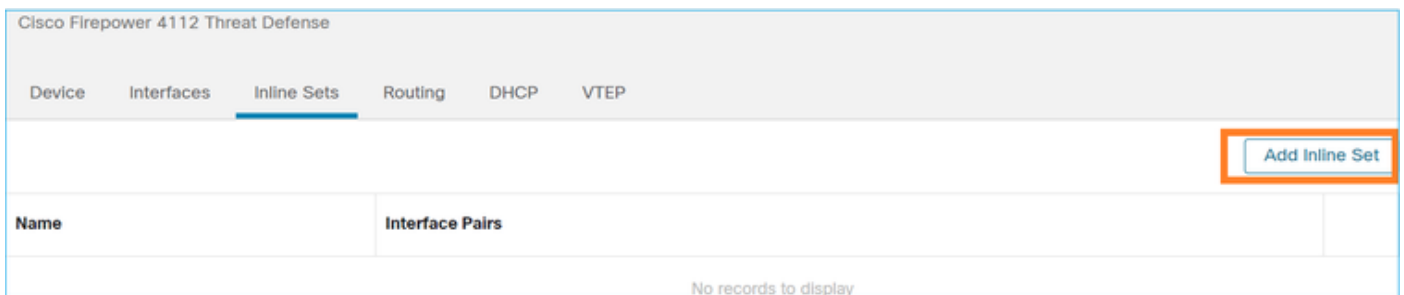 Cisco Firepower 4112 Threat Defense
Device Interfaces Inline Sets Routing DHCP VTEP
Add Inline Set
Name Interface Pairs
No records to display